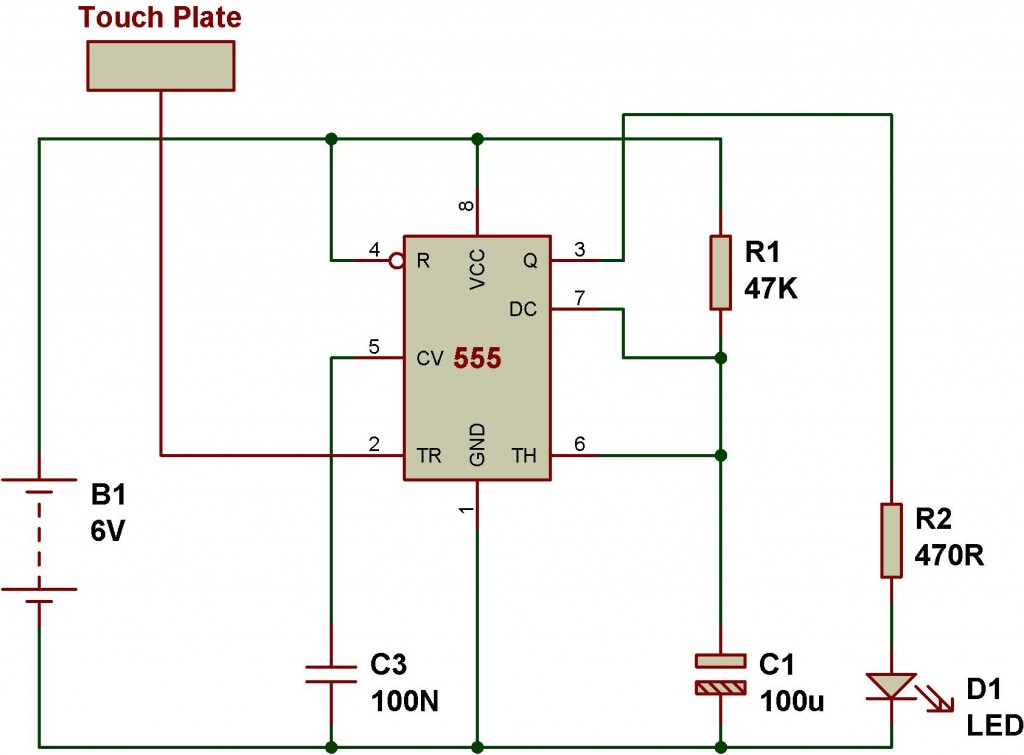 Touch Plate
8
4
R
VCC
Q
3
R1
47K
DC
7
5
CV
555
2
TR
GND
TH
6
1
B1
6V
R2
470R
C3
100N
C1
100u
D1
LED